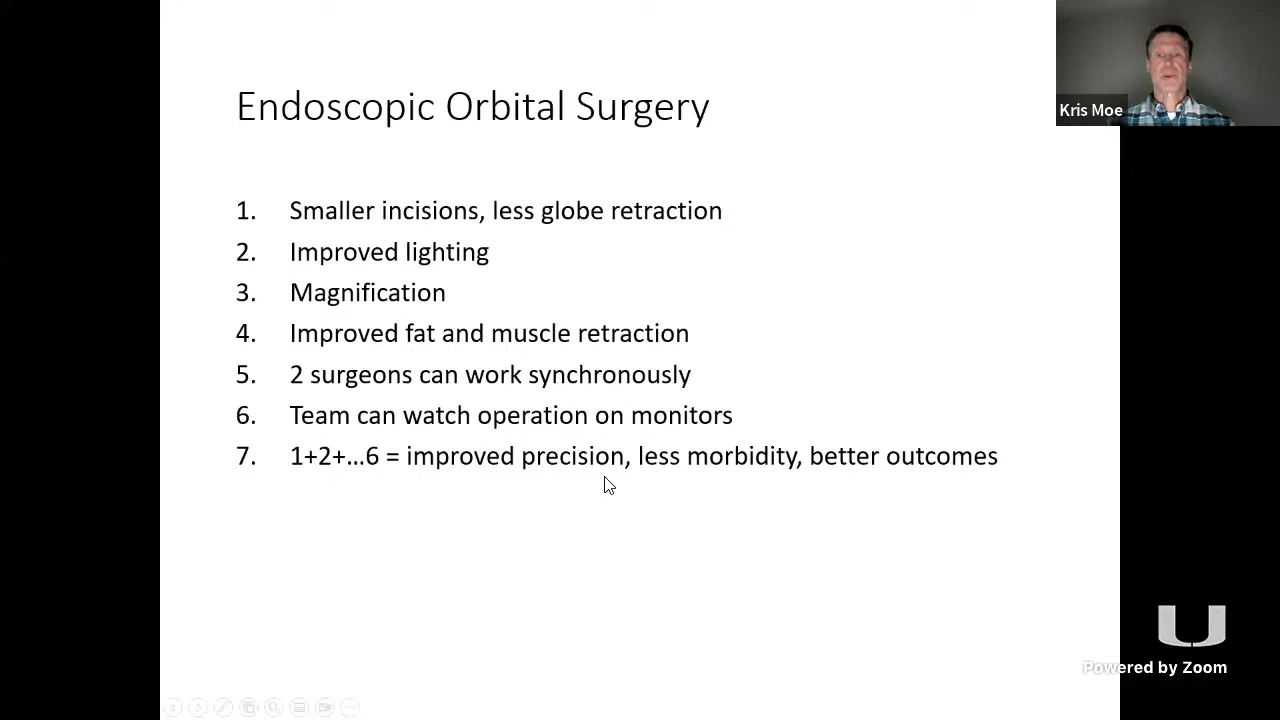 Endoscopic Orbital Surgery
1. Smaller incisions, less globe retraction
2. Improved lighting
3. Magnification
4. Improved fat and muscle retraction
5. 2 surgeons can work synchronously
6. Team can watch operation on monitors
7. 1+2+...6 = improved precision, less morbidity, better outcomes
Kris Moe
U
Powered by Zoom